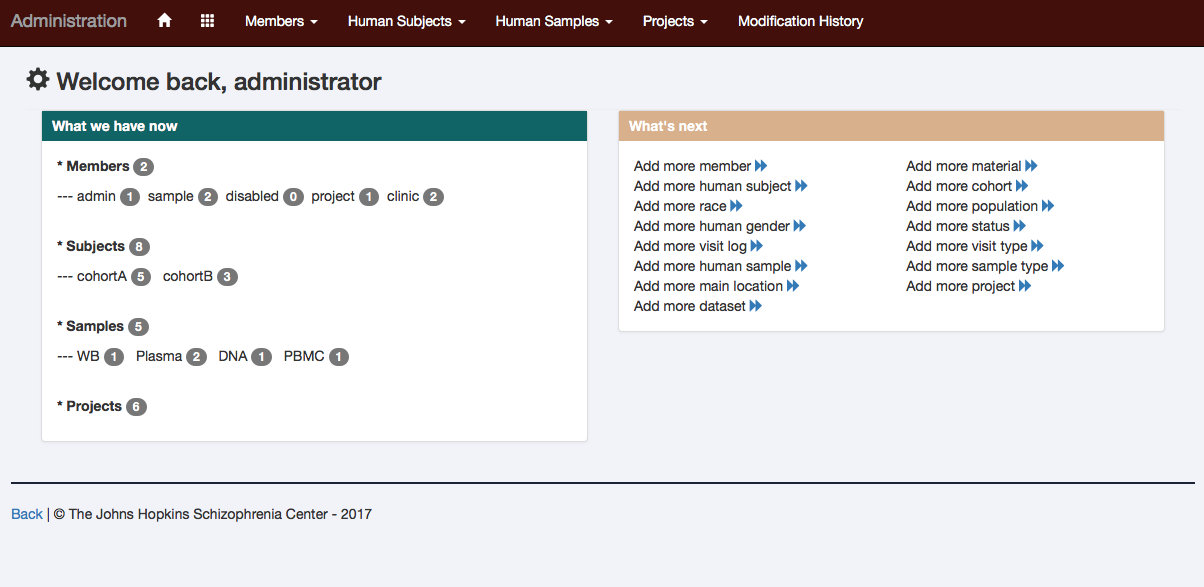 Administration Members Human Subjects Human Samples Projects Modification History
Welcome back, administrator
What we have now
* Members 2
--- admin 1 sample 2 disabled 0 project 1 clinic 2
* Subjects 8
--- cohortA 5 cohortB 3
* Samples 5
--- WB 1 Plasma 2 DNA 1 PBMC 1
* Projects 6
What's next
Add more member
Add more human subject
Add more race
Add more human gender
Add more visit log
Add more human sample
Add more main location
Add more dataset
Add more material
Add more cohort
Add more population
Add more status
Add more visit type
Add more sample type
Add more project
Back | © The Johns Hopkins Schizophrenia Center - 2017